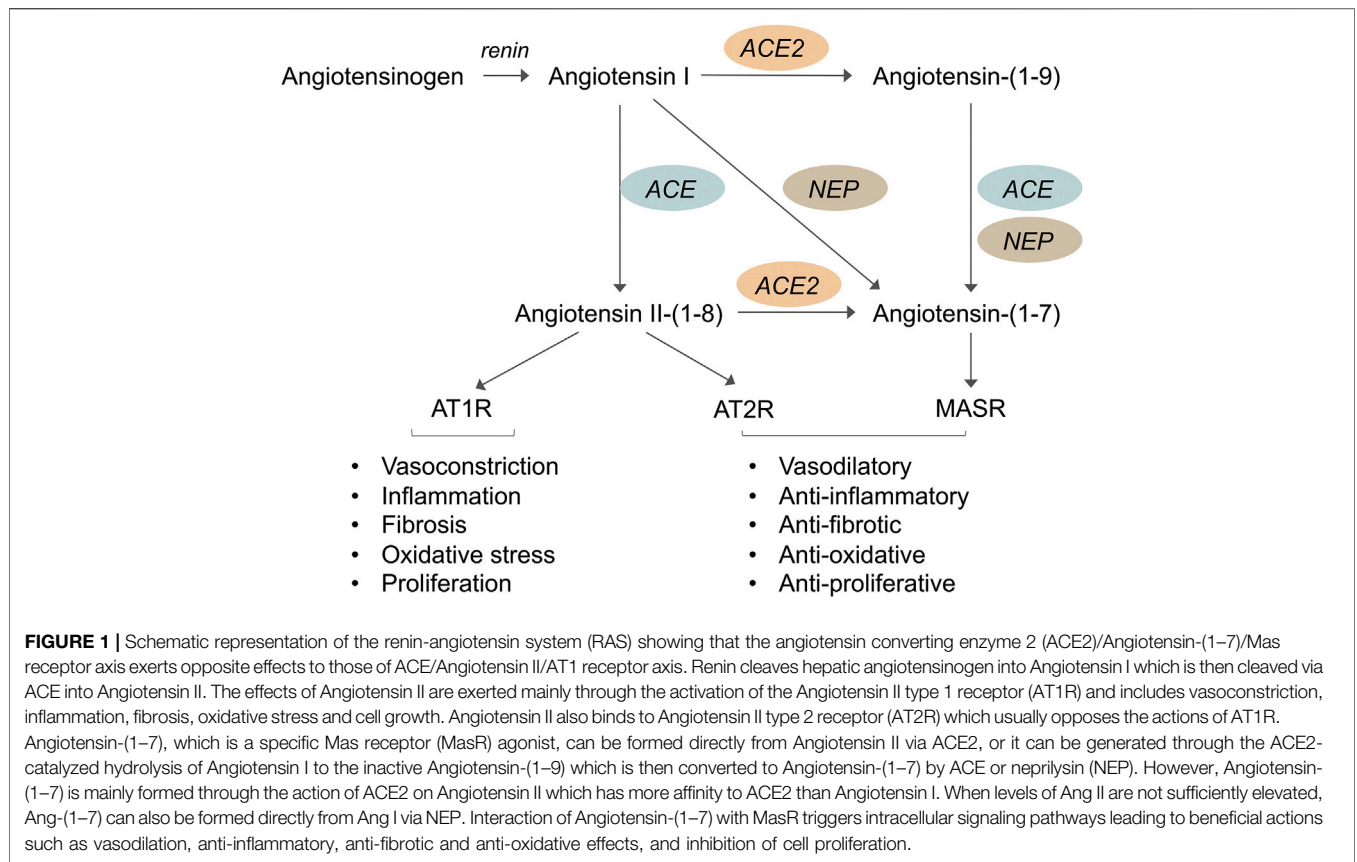 renin
ACE2
Angiotensinogen
Angiotensin I
Angiotensin-(1-9)
ACE
NEP
ACE
NEP
ACE2
Angiotensin II-(1-8)
Angiotensin-(1-7)
AT1R
AT2R
MASR
• Vasoconstriction
• Inflammation
• Fibrosis
• Oxidative stress
• Proliferation
• Vasodilatory
• Anti-inflammatory
• Anti-fibrotic
• Anti-oxidative
• Anti-proliferative
FIGURE 1 | Schematic representation of the renin-angiotensin system (RAS) showing that the angiotensin converting enzyme 2 (ACE2)/Angiotensin-(1–7)/Mas
receptor axis exerts opposite effects to those of ACE/Angiotensin II/AT1 receptor axis. Renin cleaves hepatic angiotensinogen into Angiotensin I which is then cleaved via
ACE into Angiotensin II. The effects of Angiotensin II are exerted mainly through the activation of the Angiotensin II type 1 receptor (AT1R) and includes vasoconstriction,
inflammation, fibrosis, oxidative stress and cell growth. Angiotensin II also binds to Angiotensin II type 2 receptor (AT2R) which usually opposes the actions of AT1R.
Angiotensin-(1–7), which is a specific Mas receptor (MasR) agonist, can be formed directly from Angiotensin II via ACE2, or it can be generated through the ACE2-
catalyzed hydrolysis of Angiotensin I to the inactive Angiotensin-(1–9) which is then converted to Angiotensin-(1–7) by ACE or neprilysin (NEP). However, Angiotensin-
(1–7) is mainly formed through the action of ACE2 on Angiotensin II which has more affinity to ACE2 than Angiotensin I. When levels of Ang II are not sufficiently elevated,
Ang-(1–7) can also be formed directly from Ang I via NEP. Interaction of Angiotensin-(1–7) with MasR triggers intracellular signaling pathways leading to beneficial actions
such as vasodilation, anti-inflammatory, anti-fibrotic and anti-oxidative effects, and inhibition of cell proliferation.